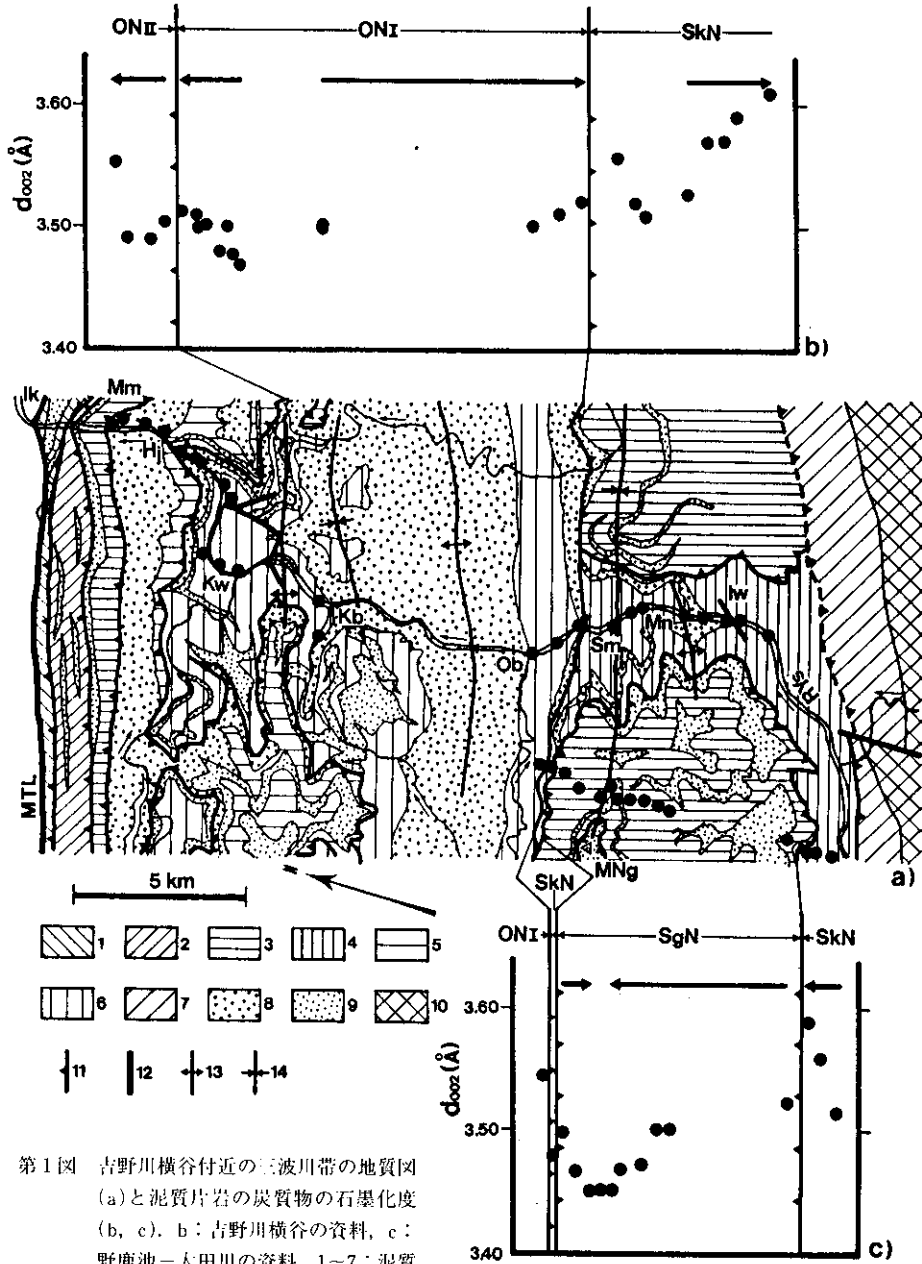 ONII ONI SkN
3.60
3.50
3.40
d002 (Å)
b)
Ik
Mm
Hj
Kw
Kb
Ob
Sm
Mn
Iw
Rys
MTL
MNg
a)
5 km
SkN
ONI SgN SkN
1 2 3 4 5
6 7 8 9 10
11 12 13 14
3.60
3.50
3.40
d002 (Å)
c)
第1図 吉野川横谷付近の三波川帯の地質図
(a)と泥質片岩の炭質物の石墨化度
(b, c). b:吉野川横谷の資料, c:
野鹿池−大田川の資料. 1~7:泥質